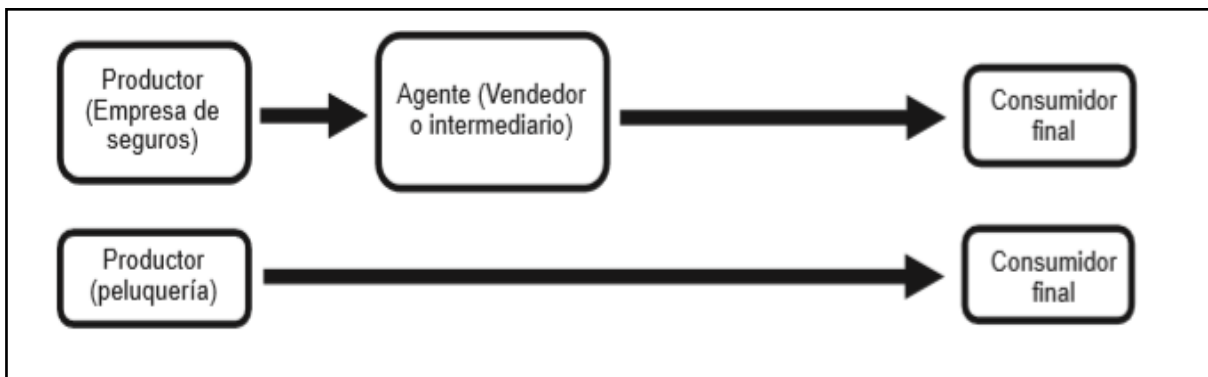 Productor
(Empresa de
seguros)
Agente (Vendedor
o intermediario)
Consumidor
final
Productor
(peluquería)
Consumidor
final